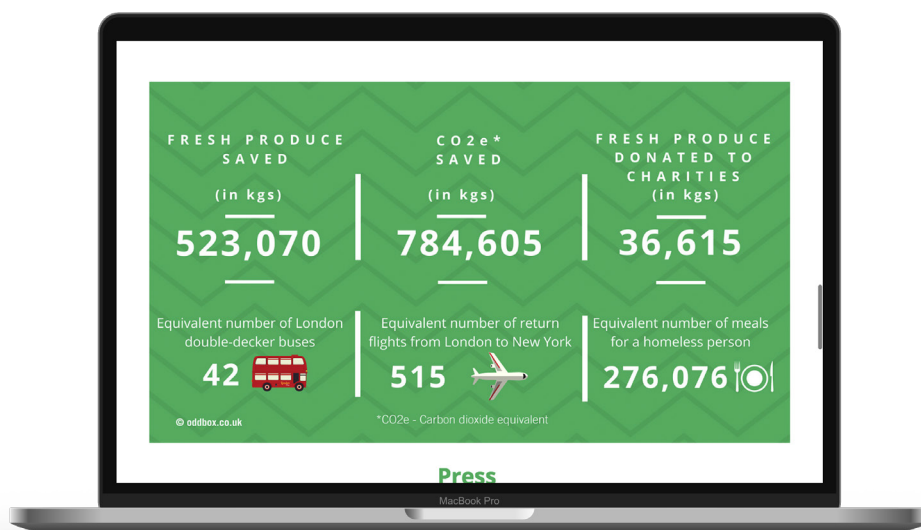 FRESH PRODUCE
SAVED
(in kgs)
523,070
Equivalent number of London
double-decker buses
42
CO2e*
SAVED
(in kgs)
784,605
Equivalent number of return
flights from London to New York
515
*CO2e - Carbon dioxide equivalent
FRESH PRODUCE
DONATED TO
CHARITIES
(in kgs)
36,615
Equivalent number of meals
for a homeless person
276,076
© oddbox.co.uk
Press
MacBook Pro